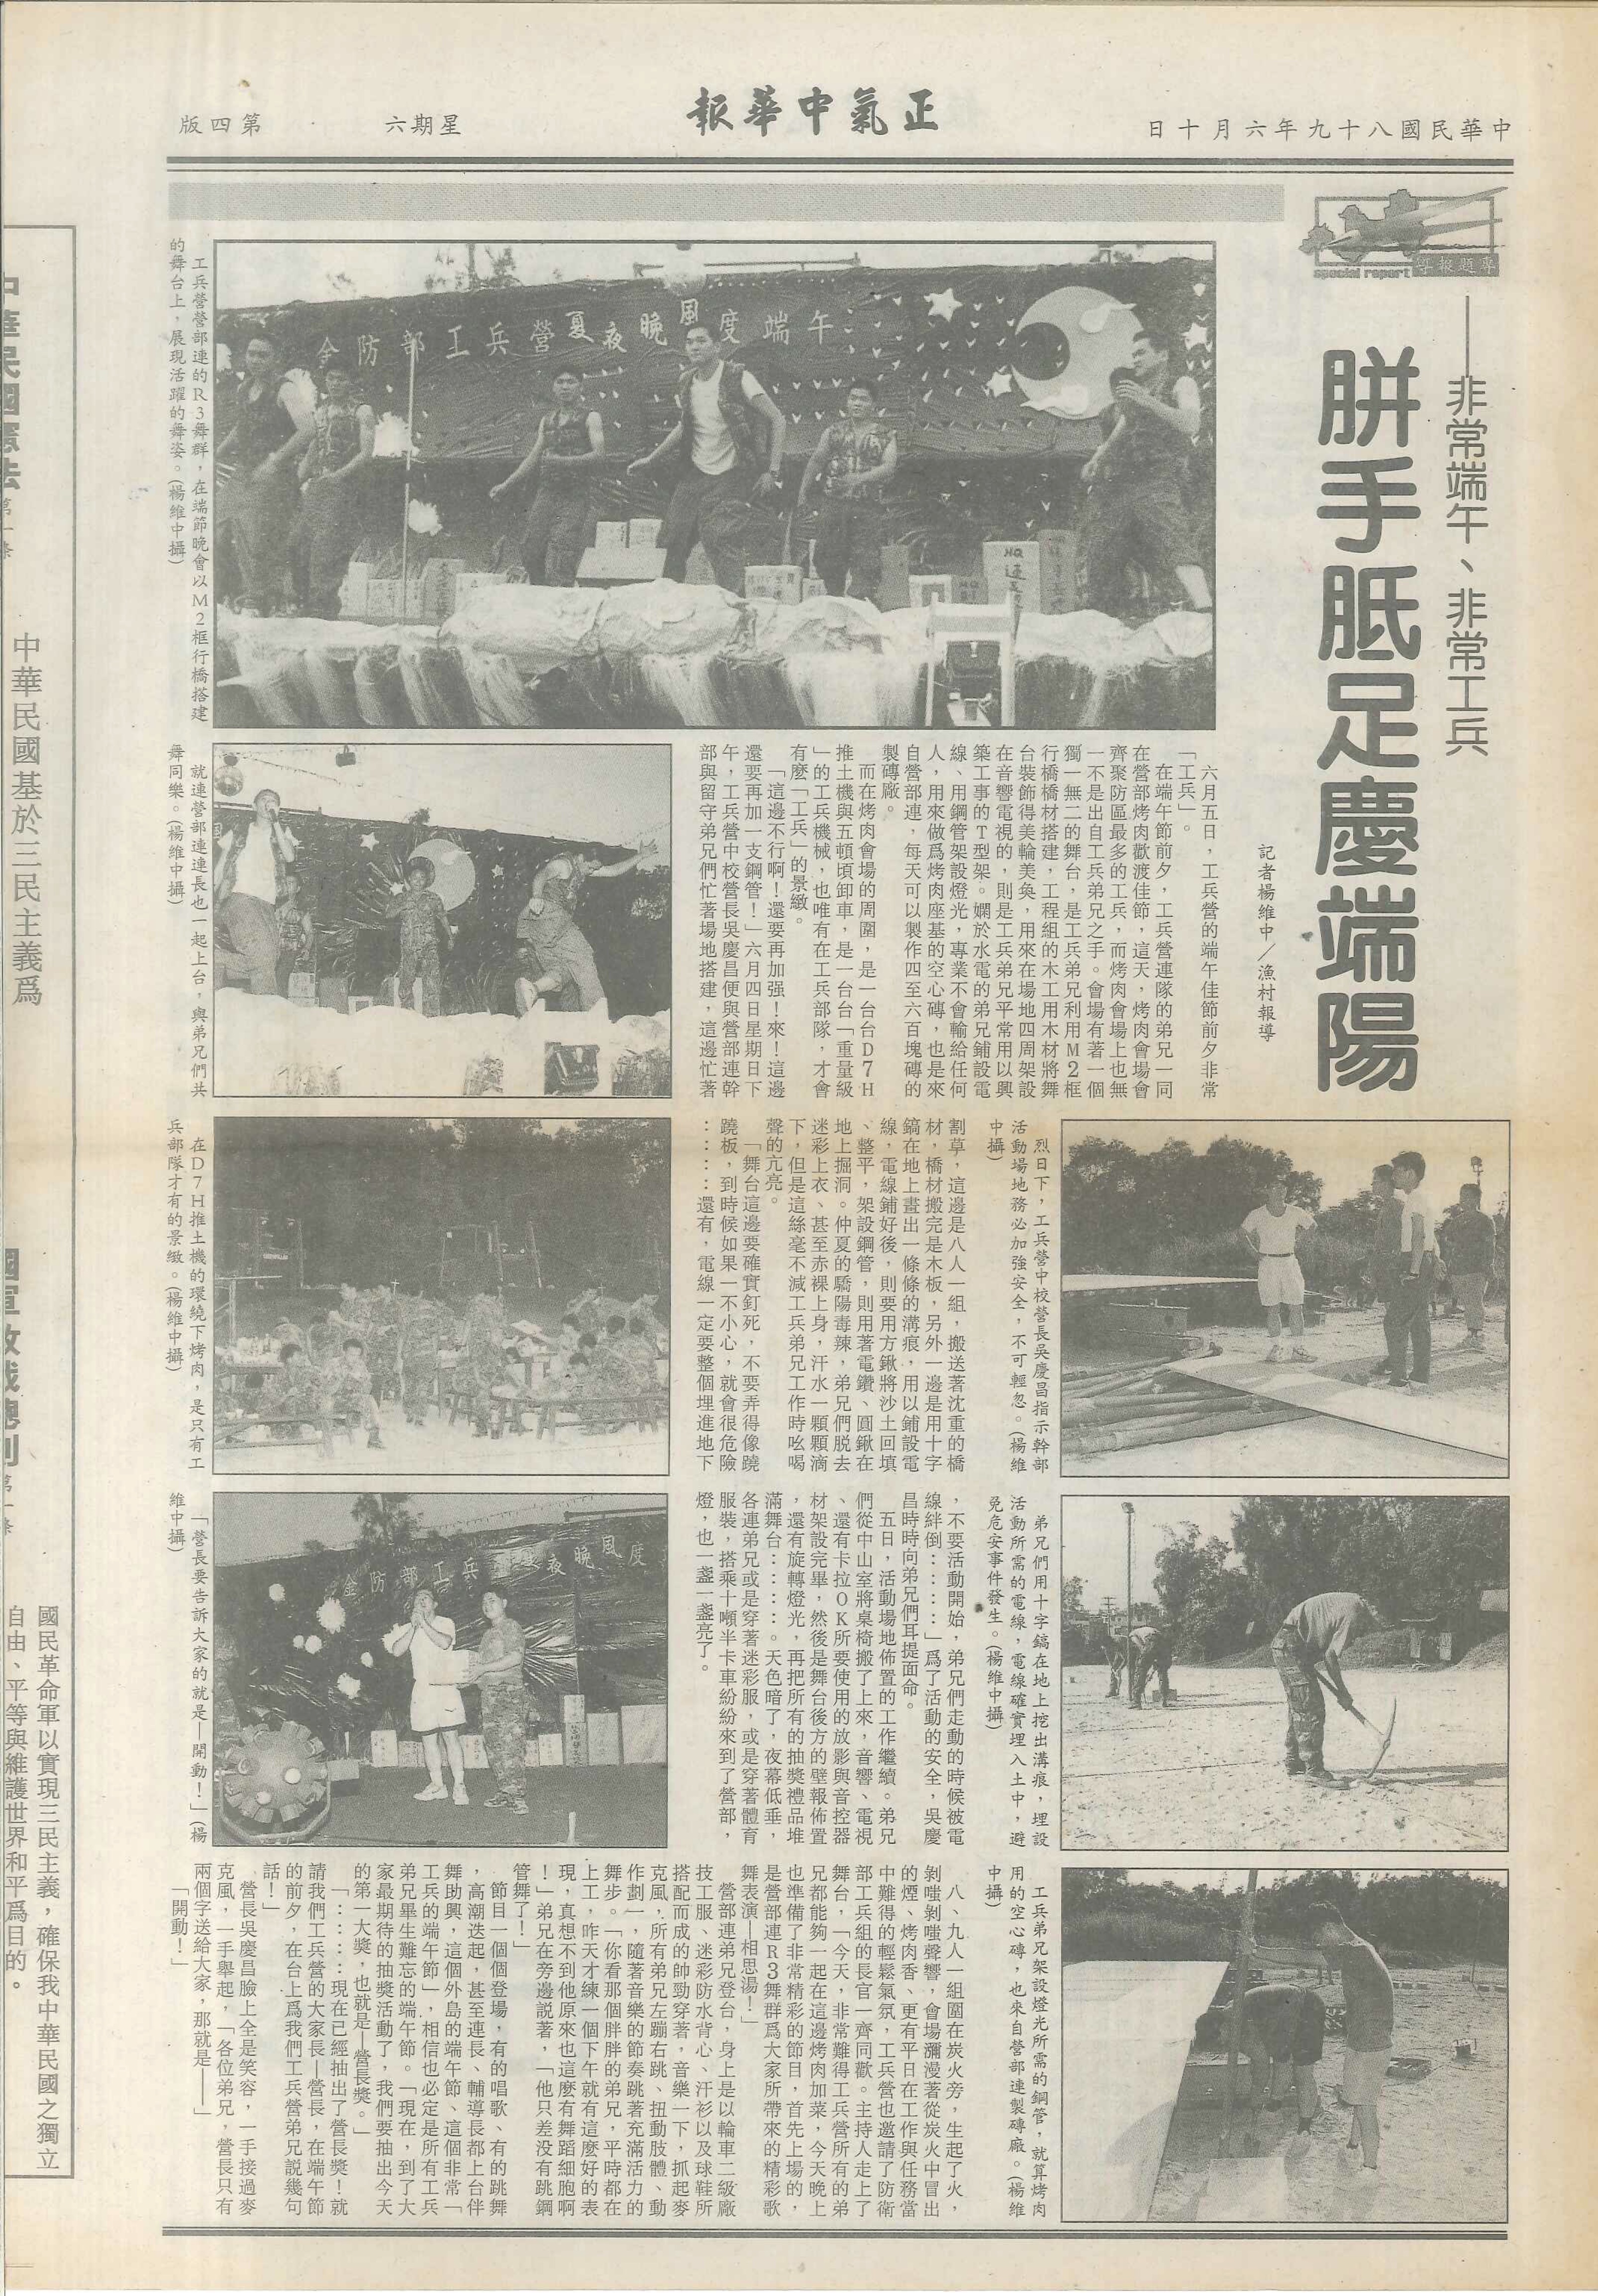 中華民國八十九年六月十日
正氣中華報
星期六
第四版
專題報導
special report
非常端午、非常工兵
胼手胝足慶端陽
記者楊維中/漁村報導
六月五日,工兵營的端午佳節前夕非常
「工兵」。
在端午節前夕,工兵營連隊的弟兄一同
在營部烤肉歡渡佳節,這天,烤肉會場會
齊聚防區最多的工兵,而烤肉會場上也無
一不是出自工兵弟兄之手。會場有著一個
獨一無二的舞台,是工兵弟兄利用M2框
行橋橋材搭建,工程組的木工用木材將舞
台裝飾得美輪美奐,用來在場地四周架設
在音響電視的,則是工兵弟兄平常用以興
築工事的T型架。嫻於水電的弟兄鋪設電
線、用鋼管架設燈光,專業不會輸給任何
人,用來做為烤肉座基的空心磚,也是來
自營部連,每天可以製作四至六百塊磚的
製磚廠。
而在烤肉會場的周圍,是一台台D7H
推土機與五頓傾卸車,是一台台「重量級
」的工兵機械,也唯有在工兵部隊,才會
有麼「工兵」的景緻。
「這邊不行啊!還要再加强!來!這邊
還要再加一支鋼管!」六月四日星期日下
午,工兵營中校營長吳慶昌便與營部連幹
部與留守弟兄們忙著場地搭建,這邊忙著
割草,這邊是八人一組,搬送著沈重的橋
材,橋材搬完是木板,另外一邊是用十字
鎬在地上畫出一條條的溝痕,用以鋪設電
線,電線鋪好後,則要用方鍬將沙土回填
、整平,架設鋼管,則用著電鑽、圓鍬在
地上掘洞。仲夏的驕陽毒辣,弟兄們脱去
迷彩上衣、甚至赤裸上身,汗水一顆顆滴
下,但是這絲毫不減工兵弟兄工作時吆喝
聲的亢亮。
「舞台這邊要確實釘死,不要弄得像蹺
蹺板,到時候如果一不小心,就會很危險
⋯⋯還有,電線一定要整個埋進地下
,不要活動開始,弟兄們走動的時候被電
線絆倒⋯⋯」為了活動的安全,吳慶
昌時時向弟兄們耳提面命。
五日,活動場地佈置的工作繼續。弟兄
們從中山室將桌椅搬了上來,音響、電視
、還有卡拉OK所要使用的放影與音控器
材架設完畢,然後是舞台後方的壁報佈置
,還有旋轉燈光,再把所有的抽獎禮品堆
滿舞台⋯⋯。天色暗了,夜幕低垂,
各連弟兄或是穿著迷彩服,或是穿著體育
服裝,搭乘十噸半卡車紛紛來到了營部,
燈,也一盞一盞亮了。
八、九人一組圍在炭火旁,生起了火,
剝嗤剝嗤聲響,會場瀰漫著從炭火中冒出
的煙、烤肉香、更有平日在工作與任務當
中難得的輕鬆氣氛,工兵營也邀請了防衛
部工兵組的長官一齊同歡。主持人走上了
舞台,「今天,非常難得工兵營所有的弟
兄都能夠一起在這邊烤肉加菜,今天晚上
也準備了非常精彩的節目,首先上場的,
是營部連R3舞群為大家所帶來的精彩歌
舞表演—相思湯!」
營部連弟兄登台,身上是以輪車二級廠
技工服、迷彩防水背心、汗衫以及球鞋所
搭配而成的帥勁穿著,音樂一下,抓起麥
克風,所有弟兄左蹦右跳、扭動肢體、動
作劃一,隨著音樂的節奏跳著充滿活力的
舞步。「你看那個胖胖的弟兄,平時都在
上工,昨天才練一個下午就有這麼好的表
現,真想不到他原來也這麼有舞蹈細胞啊
!」弟兄在旁邊説著,「他只差没有跳鋼
管舞了!」
節目一個個登場,有的唱歌、有的跳舞
,高潮迭起,甚至連長、輔導長都上台伴
舞助興,這個外島的端午節、這個非常「
工兵的端午節」,相信也必定是所有工兵
弟兄畢生難忘的端午節。「現在,到了大
家最期待的抽獎活動了,我們要抽出今天
的第一大獎,也就是—營長獎。」
「⋯⋯現在已經抽出了營長獎!就
請我們工兵營的大家長—營長,在端午節
的前夕,在台上為我們工兵營弟兄説幾句
話!」
營長吳慶昌臉上全是笑容,一手接過麥
克風,一手舉起,「各位弟兄,營長只有
兩個字送給大家,那就是——」
「開動!」
工兵營營部連的R3舞群,在端節晚會以M2框行橋搭建
的舞台上,展現活躍的舞姿。(楊維中攝)
金防部工兵營夏夜晚風度端午
就連營部連連長也一起上台,與弟兄們共
舞同樂。(楊維中攝)
在D7H推土機的環繞下烤肉,是只有工
兵部隊才有的景緻。(楊維中攝)
「營長要告訴大家的就是—開動!」(楊
維中攝)
金防部工兵營夏夜晚風度
烈日下,工兵營中校營長吳慶昌指示幹部
活動場地務必加強安全,不可輕忽。(楊維
中攝)
弟兄們用十字鎬在地上挖出溝痕,埋設
活動所需的電線,電線確實埋入土中,避
免危安事件發生。(楊維中攝)
工兵弟兄架設燈光所需的鋼管,就算烤肉
用的空心磚,也來自營部連製磚廠。(楊維
中攝)
中華民國憲法 第一條
中華民國基於三民主義為
國民革命軍以實現三民主義,確保我中華民國之獨立
自由、平等與維護世界和平為目的。